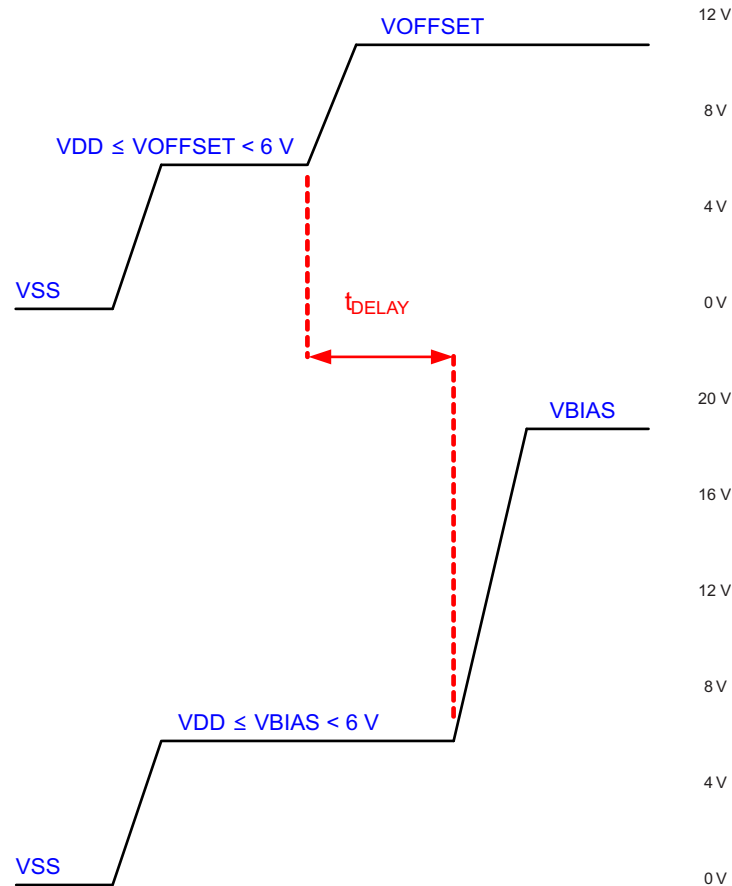 12 V
VOFFSET
8 V
VDD ≤ VOFFSET < 6 V
4 V
VSS
tDELAY
0 V
20 V
VBIAS
16 V
12 V
8 V
VDD ≤ VBIAS < 6 V
4 V
VSS
0 V